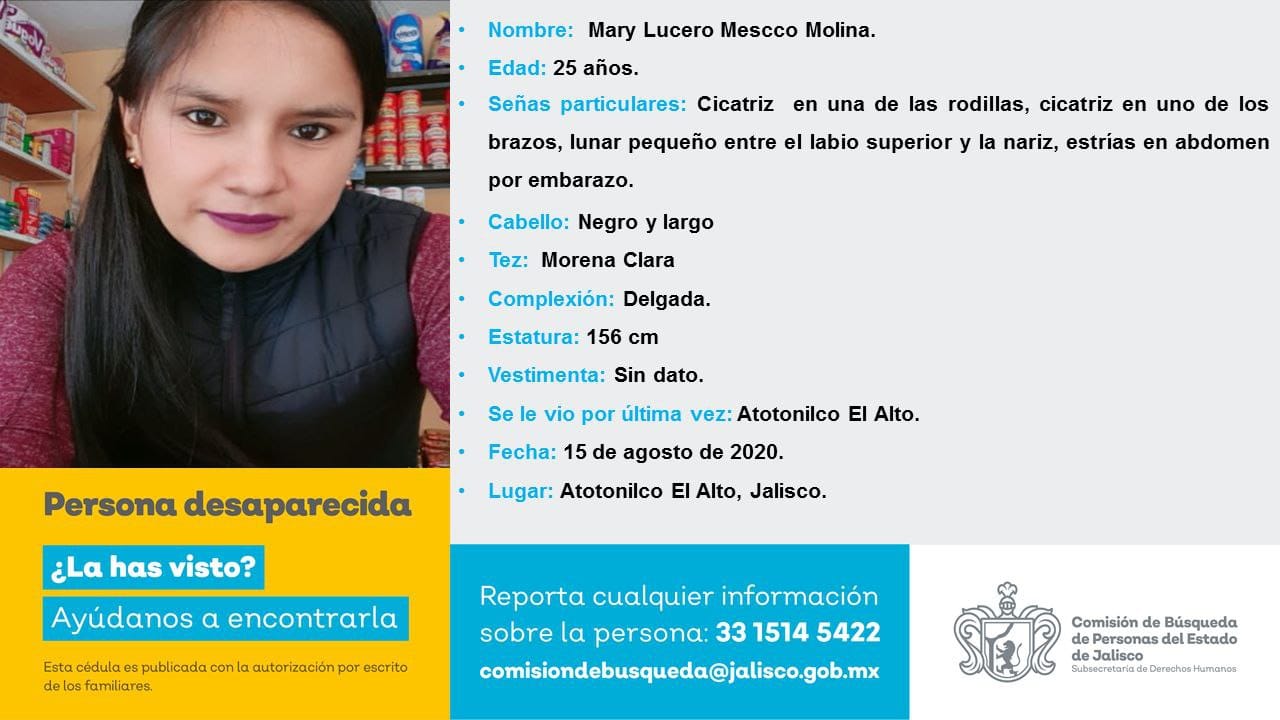 Nombre: Mary Lucero Mescco Molina.
Edad: 25 años.
Señas particulares: Cicatriz en una de las rodillas, cicatriz en uno de los
brazos, lunar pequeño entre el labio superior y la nariz, estrías en abdomen
por embarazo.
Cabello: Negro y largo
Tez: Morena Clara
Complexión: Delgada.
Estatura: 156 cm
Vestimenta: Sin dato.
Se le vio por última vez: Atotonilco El Alto.
Fecha: 15 de agosto de 2020.
Lugar: Atotonilco El Alto, Jalisco.
Persona desaparecida
¿La has visto?
Ayúdanos a encontrarla
Esta cédula es publicada con la autorización por escrito
de los familiares.
Reporta cualquier información
sobre la persona: 33 1514 5422
comisiondebusqueda@jalisco.gob.mx
Comisión de Búsqueda
de Personas del Estado
de Jalisco
Subsecretaría de Derechos Humanos